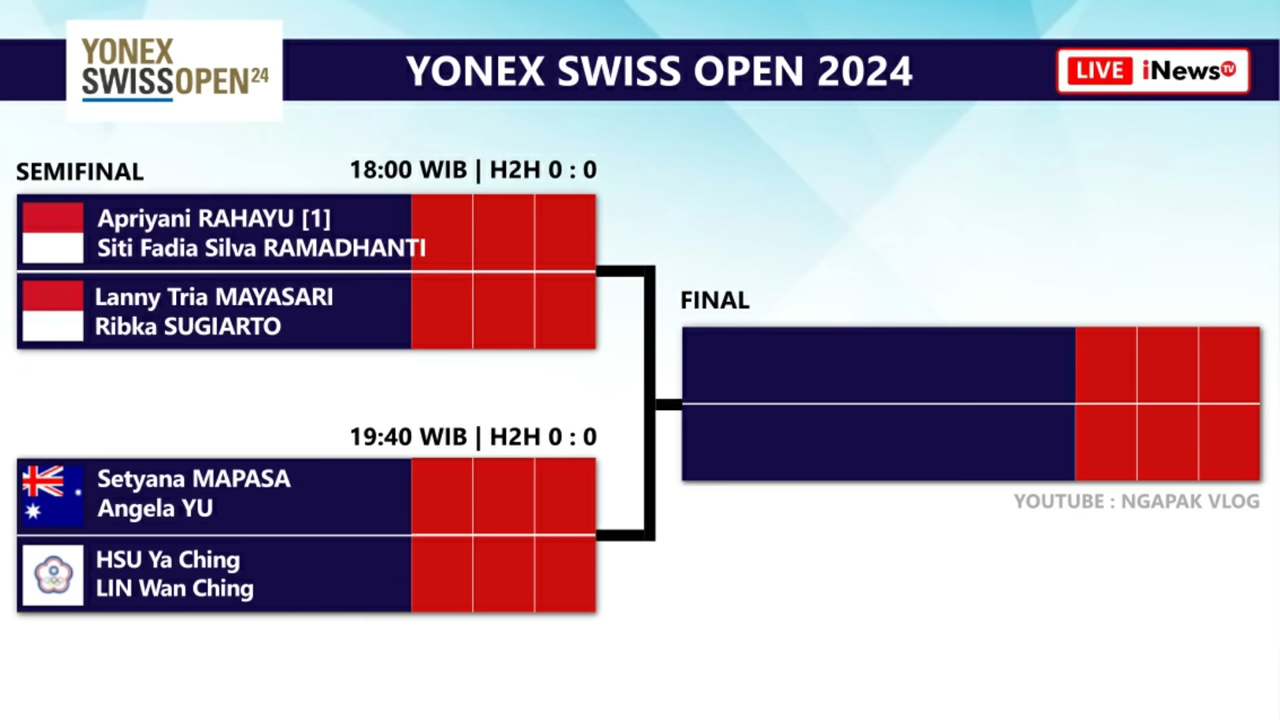 YONEX
SWISSOPEN24
YONEX SWISS OPEN 2024
LIVE iNewsTV
SEMIFINAL
18:00 WIB | H2H 0 : 0
Apriyani RAHAYU [1]
Siti Fadia Silva RAMADHANTI
Lanny Tria MAYASARI
Ribka SUGIARTO
19:40 WIB | H2H 0 : 0
Setyana MAPASA
Angela YU
HSU Ya Ching
LIN Wan Ching
FINAL
YOUTUBE : NGAPAK VLOG